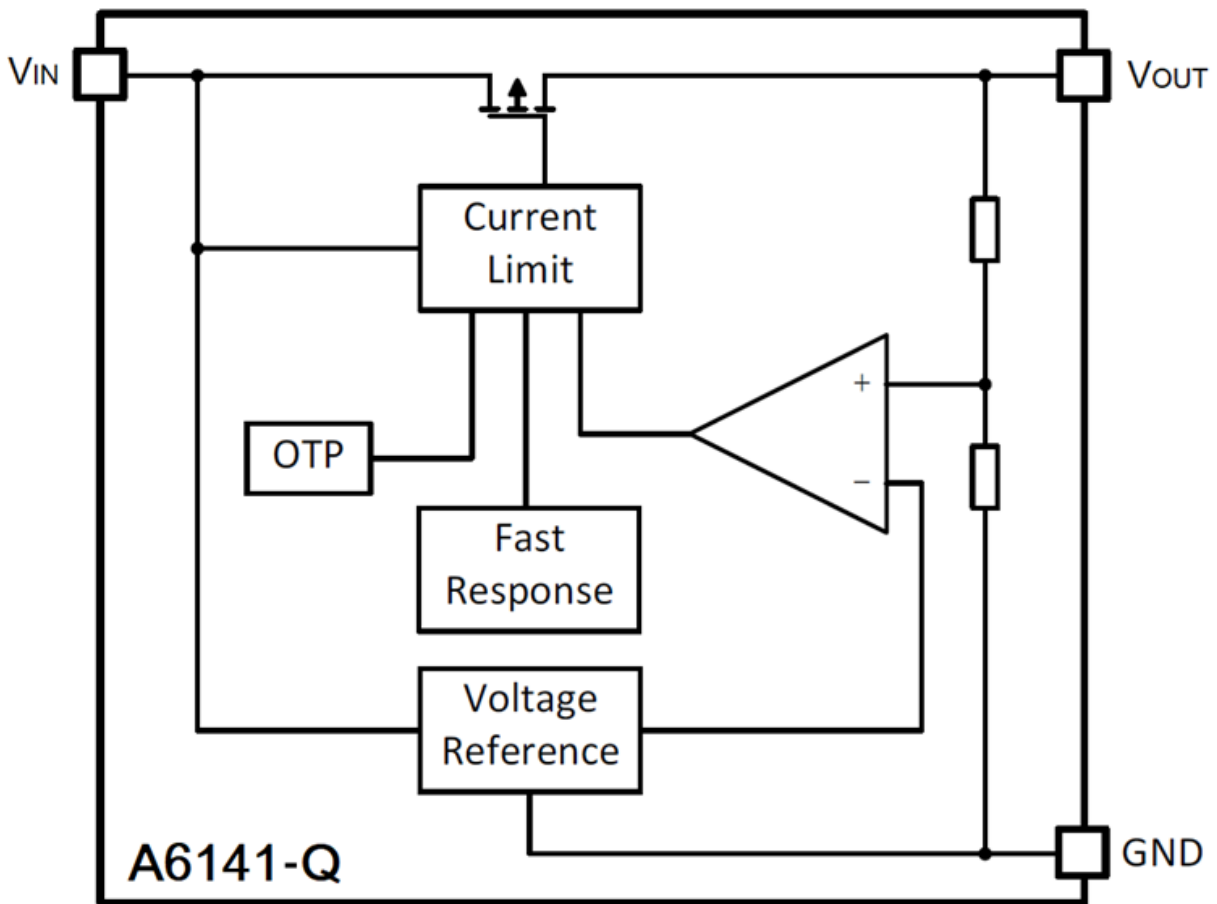 VIN
VOUT
Current
Limit
+
OTP
−
Fast
Response
Voltage
Reference
A6141-Q
GND